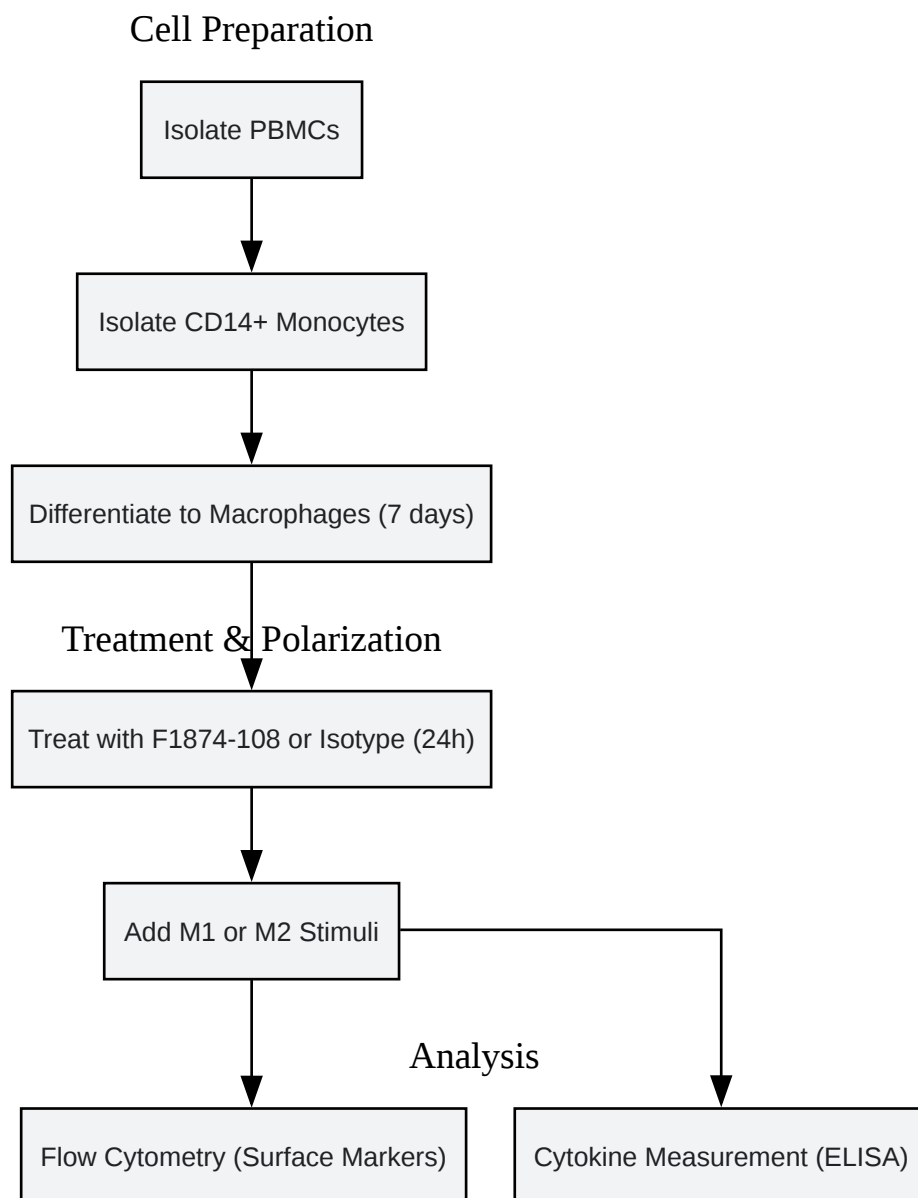 Cell Preparation
Isolate PBMCs
Isolate CD14+ Monocytes
Differentiate to Macrophages (7 days)
Treatment & Polarization
Treat with F1874-108 or Isotype (24h)
Add M1 or M2 Stimuli
Analysis
Flow Cytometry (Surface Markers)
Cytokine Measurement (ELISA)